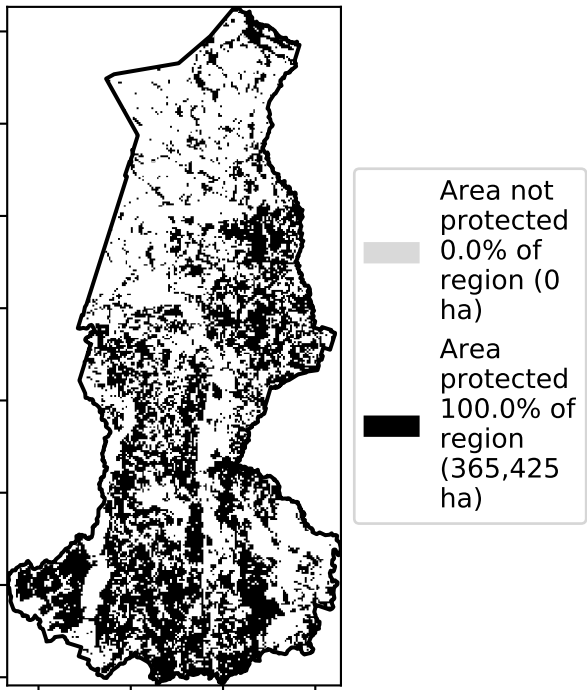 Area not
protected
0.0% of
region (0
ha)
Area
protected
100.0% of
region
(365,425
ha)